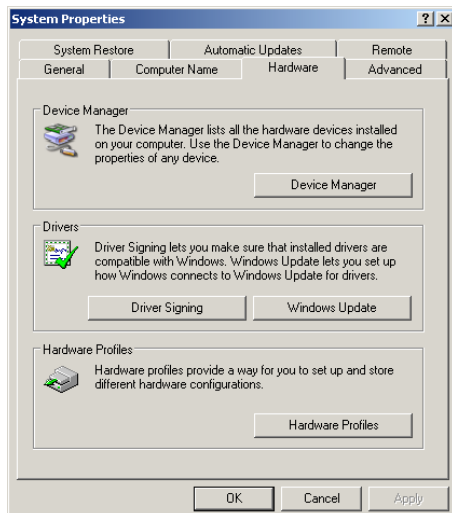 System Properties
System Restore Automatic Updates Remote
General Computer Name Hardware Advanced
Device Manager
The Device Manager lists all the hardware devices installed
on your computer. Use the Device Manager to change the
properties of any device.
Device Manager
Drivers
Driver Signing lets you make sure that installed drivers are
compatible with Windows. Windows Update lets you set up
how Windows connects to Windows Update for drivers.
Driver Signing Windows Update
Hardware Profiles
Hardware profiles provide a way for you to set up and store
different hardware configurations.
Hardware Profiles
OK Cancel Apply